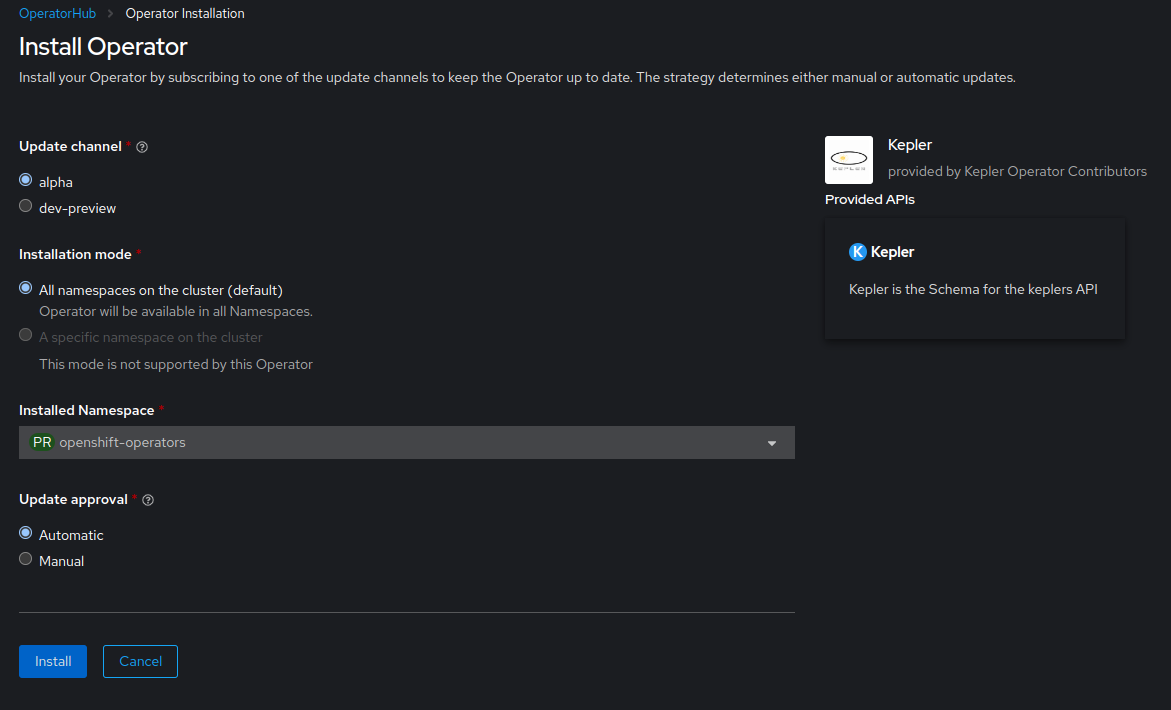 OperatorHub > Operator Installation
Install Operator
Install your Operator by subscribing to one of the update channels to keep the Operator up to date. The strategy determines either manual or automatic updates.
Update channel *
alpha
dev-preview
Installation mode *
All namespaces on the cluster (default)
Operator will be available in all Namespaces.
A specific namespace on the cluster
This mode is not supported by this Operator
Installed Namespace *
PR openshift-operators
Update approval *
Automatic
Manual
Install Cancel
KEPLER
Kepler
provided by Kepler Operator Contributors
Provided APIs
K Kepler
Kepler is the Schema for the keplers API